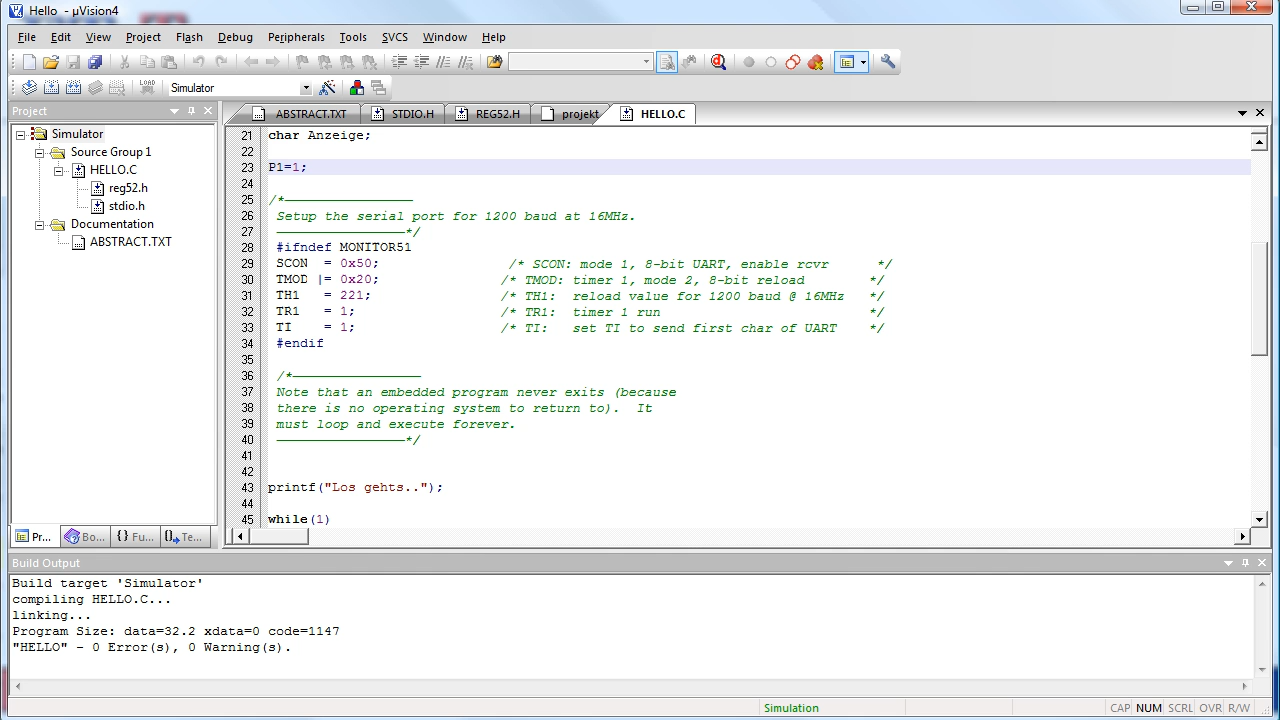 Hello - µVision4
File Edit View Project Flash Debug Peripherals Tools SVCS Window Help
LOAD Simulator
Project
ABSTRACT.TXT STDIO.H REG52.H projekt HELLO.C
Simulator
Source Group 1
HELLO.C
reg52.h
stdio.h
Documentation
ABSTRACT.TXT
Pr... Bo... {} Fu... Te...
21 char Anzeige;
22
23 P1=1;
24
25 /*————————————————
26 Setup the serial port for 1200 baud at 16MHz.
27 ————————————————*/
28 #ifndef MONITOR51
29 SCON = 0x50; /* SCON: mode 1, 8-bit UART, enable rcvr */
30 TMOD |= 0x20; /* TMOD: timer 1, mode 2, 8-bit reload */
31 TH1 = 221; /* TH1: reload value for 1200 baud @ 16MHz */
32 TR1 = 1; /* TR1: timer 1 run */
33 TI = 1; /* TI: set TI to send first char of UART */
34 #endif
35
36 /*————————————————
37 Note that an embedded program never exits (because
38 there is no operating system to return to). It
39 must loop and execute forever.
40 ————————————————*/
41
42
43 printf("Los gehts..");
44
45 while(1)
Build Output
Build target 'Simulator'
compiling HELLO.C...
linking...
Program Size: data=32.2 xdata=0 code=1147
"HELLO" - 0 Error(s), 0 Warning(s).
Simulation CAP NUM SCRL OVR R/W